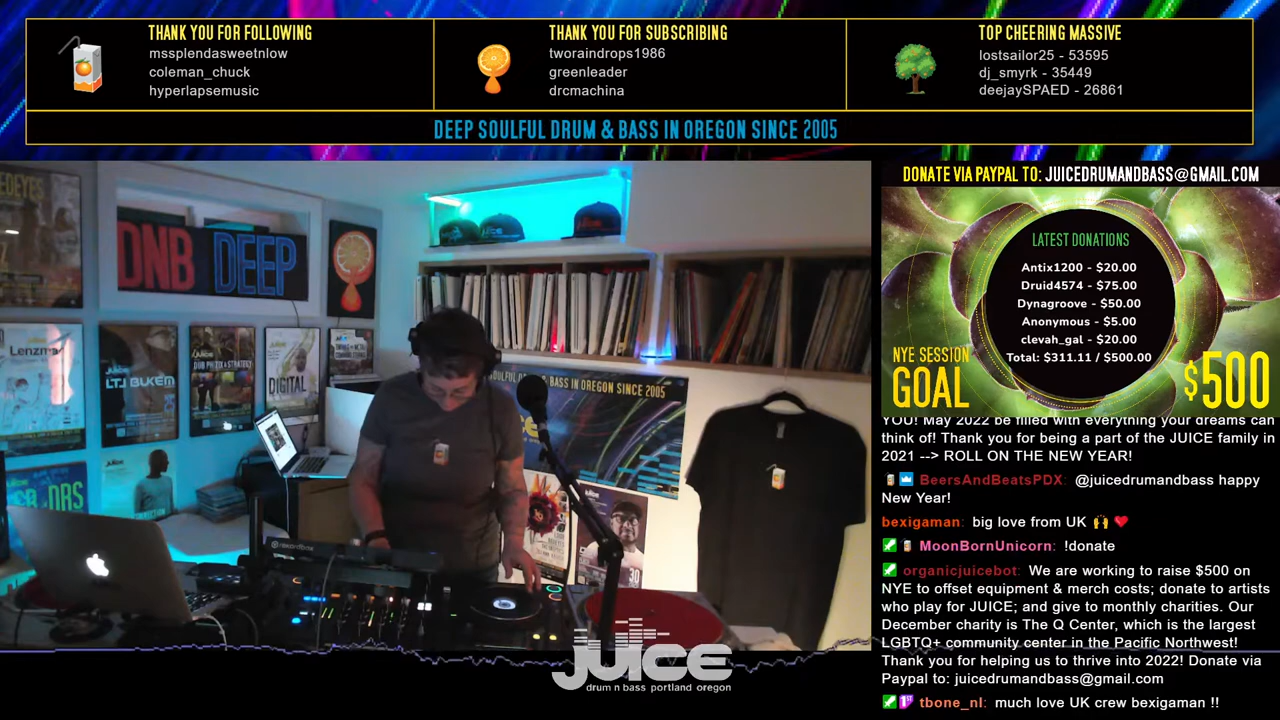 THANK YOU FOR FOLLOWING
mssplendasweetnlow
coleman_chuck
hyperlapsemusic
THANK YOU FOR SUBSCRIBING
tworaindrops1986
greenleader
drcmachina
TOP CHEERING MASSIVE
lostsailor25 - 53595
dj_smyrk - 35449
deejaySPAED - 26861
DEEP SOULFUL DRUM & BASS IN OREGON SINCE 2005
DONATE VIA PAYPAL TO: JUICEDRUMANDBASS@GMAIL.COM
LATEST DONATIONS
Antix1200 - $20.00
Druid4574 - $75.00
Dynagroove - $50.00
Anonymous - $5.00
clevah_gal - $20.00
Total: $311.11 / $500.00
NYE SESSION
GOAL
$500
YOU! May 2022 be filled with everything your dreams can
think of! Thank you for being a part of the JUICE family in
2021 --> ROLL ON THE NEW YEAR!
BeersAndBeatsPDX: @juicedrumandbass happy
New Year!
bexigaman: big love from UK 🙌 ❤️
MoonBornUnicorn: !donate
organicjuicebot: We are working to raise $500 on
NYE to offset equipment & merch costs; donate to artists
who play for JUICE; and give to monthly charities. Our
December charity is The Q Center, which is the largest
LGBTQ+ community center in the Pacific Northwest!
Thank you for helping us to thrive into 2022! Donate via
Paypal to: juicedrumandbass@gmail.com
tbone_nl: much love UK crew bexigaman !!
DNB DEEP
Lenzman
LTJ BUKEM
DUB PHIZIX & STRATEGY
DIGITAL
BASS IN OREGON SINCE 2005
rekordbox
JUICE
drum n bass portland oregon